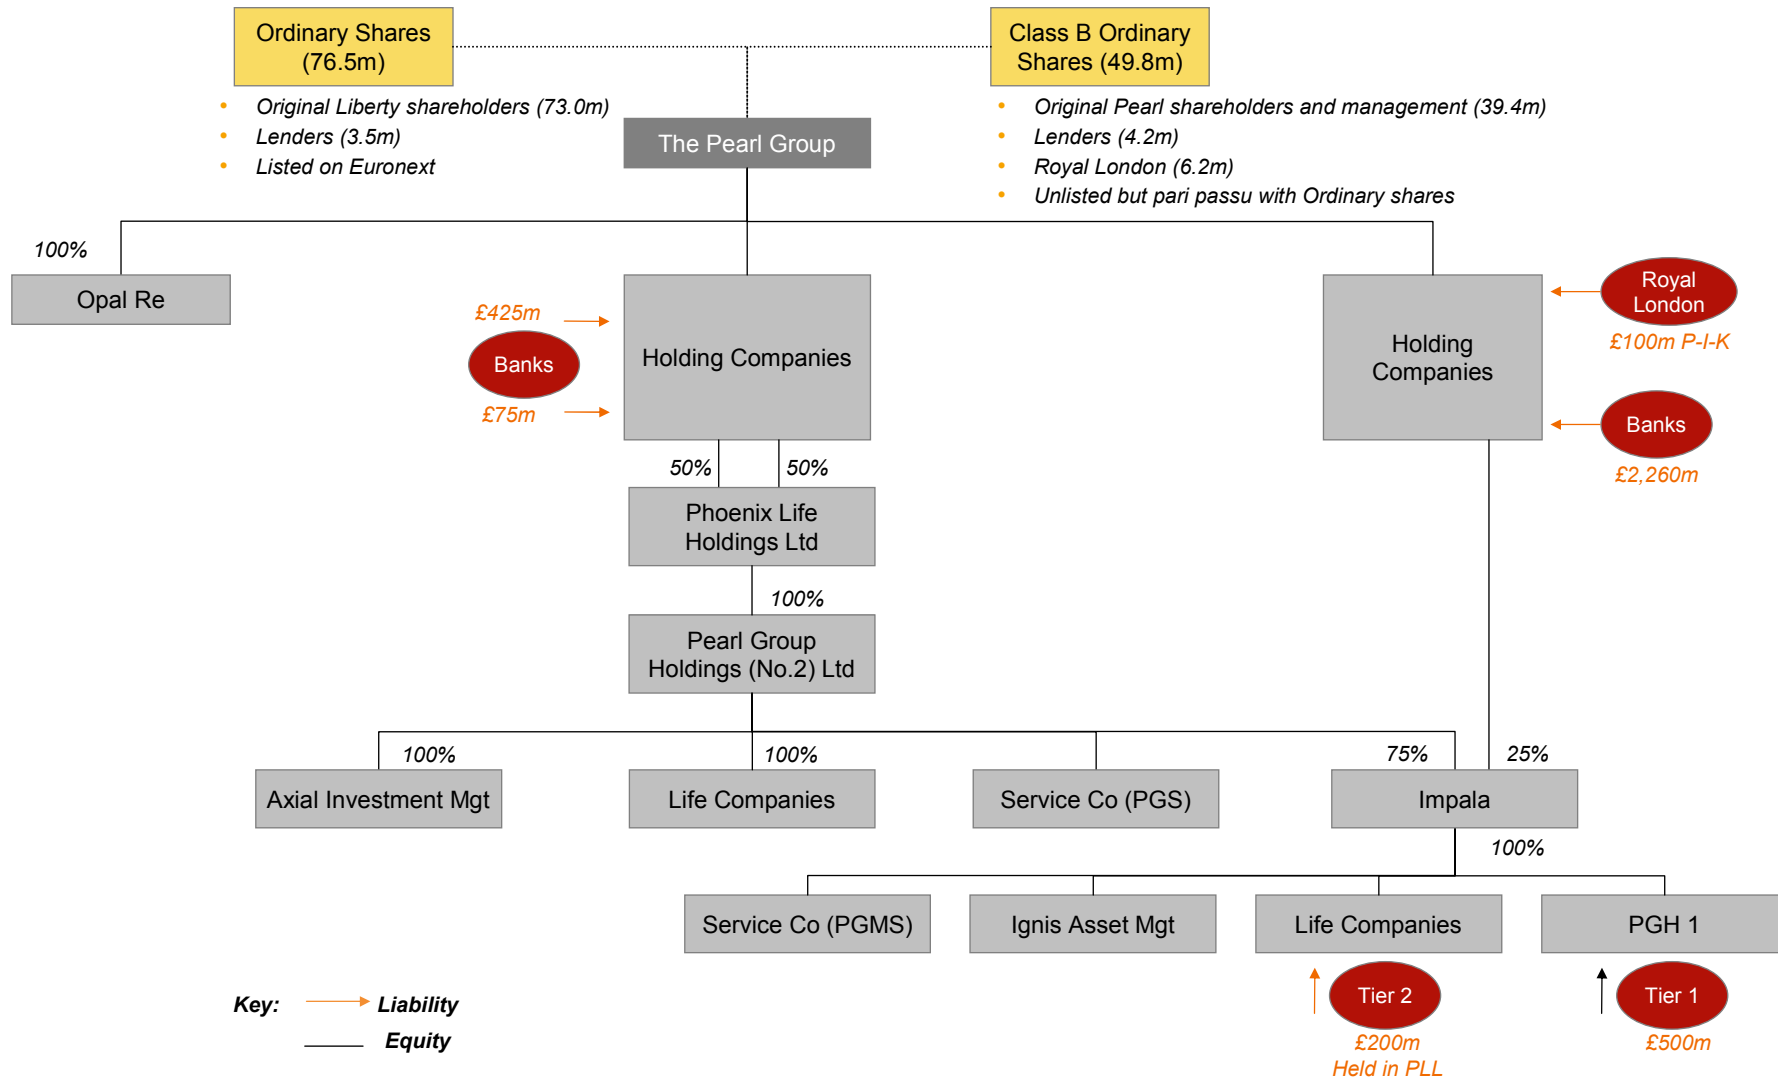 Ordinary Shares
(76.5m)
Class B Ordinary
Shares (49.8m)
• Original Liberty shareholders (73.0m)
• Lenders (3.5m)
• Listed on Euronext
The Pearl Group
• Original Pearl shareholders and management (39.4m)
• Lenders (4.2m)
• Royal London (6.2m)
• Unlisted but pari passu with Ordinary shares
100%
Opal Re
£425m
Banks
£75m
Holding Companies
Holding
Companies
Royal
London
£100m P-I-K
Banks
£2,260m
50%
50%
Phoenix Life
Holdings Ltd
100%
Pearl Group
Holdings (No.2) Ltd
100%
100%
75%
25%
Axial Investment Mgt
Life Companies
Service Co (PGS)
Impala
100%
Service Co (PGMS)
Ignis Asset Mgt
Life Companies
PGH 1
Tier 2
£200m
Held in PLL
Tier 1
£500m
Key:
Liability
Equity